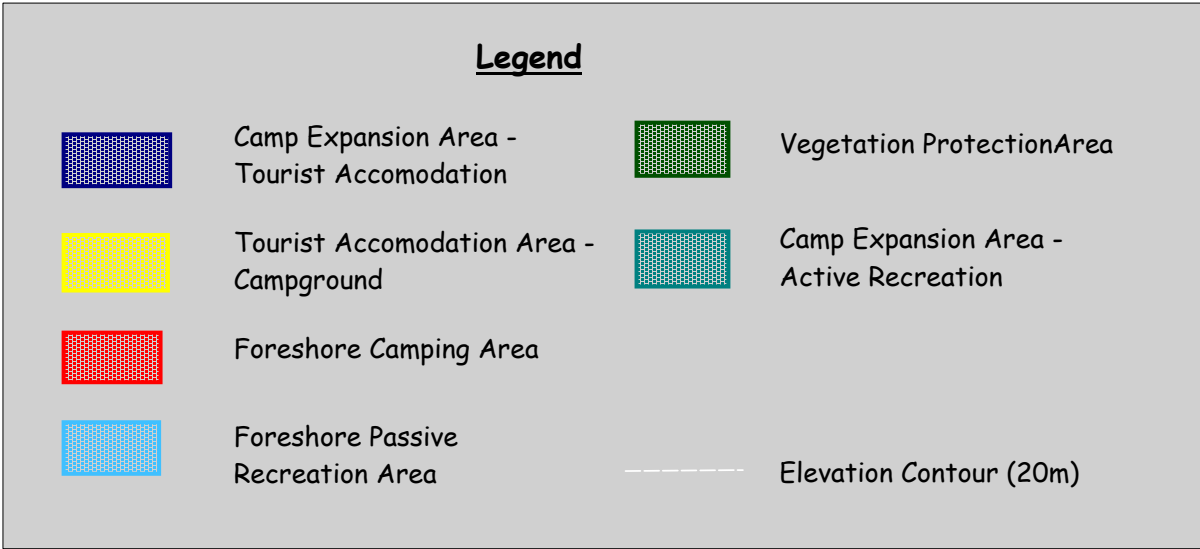 Legend
Camp Expansion Area -
Tourist Accomodation
Tourist Accomodation Area -
Campground
Foreshore Camping Area
Foreshore Passive
Recreation Area
Vegetation ProtectionArea
Camp Expansion Area -
Active Recreation
Elevation Contour (20m)